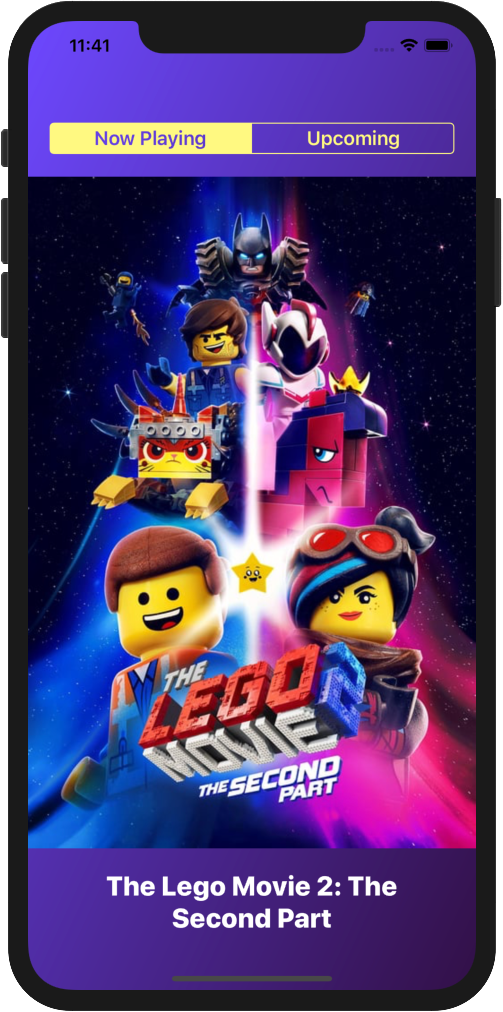 11:41
Now Playing
Upcoming
THE
LEGO
MOVIE 2
THE SECOND
PART
The Lego Movie 2: The
Second Part